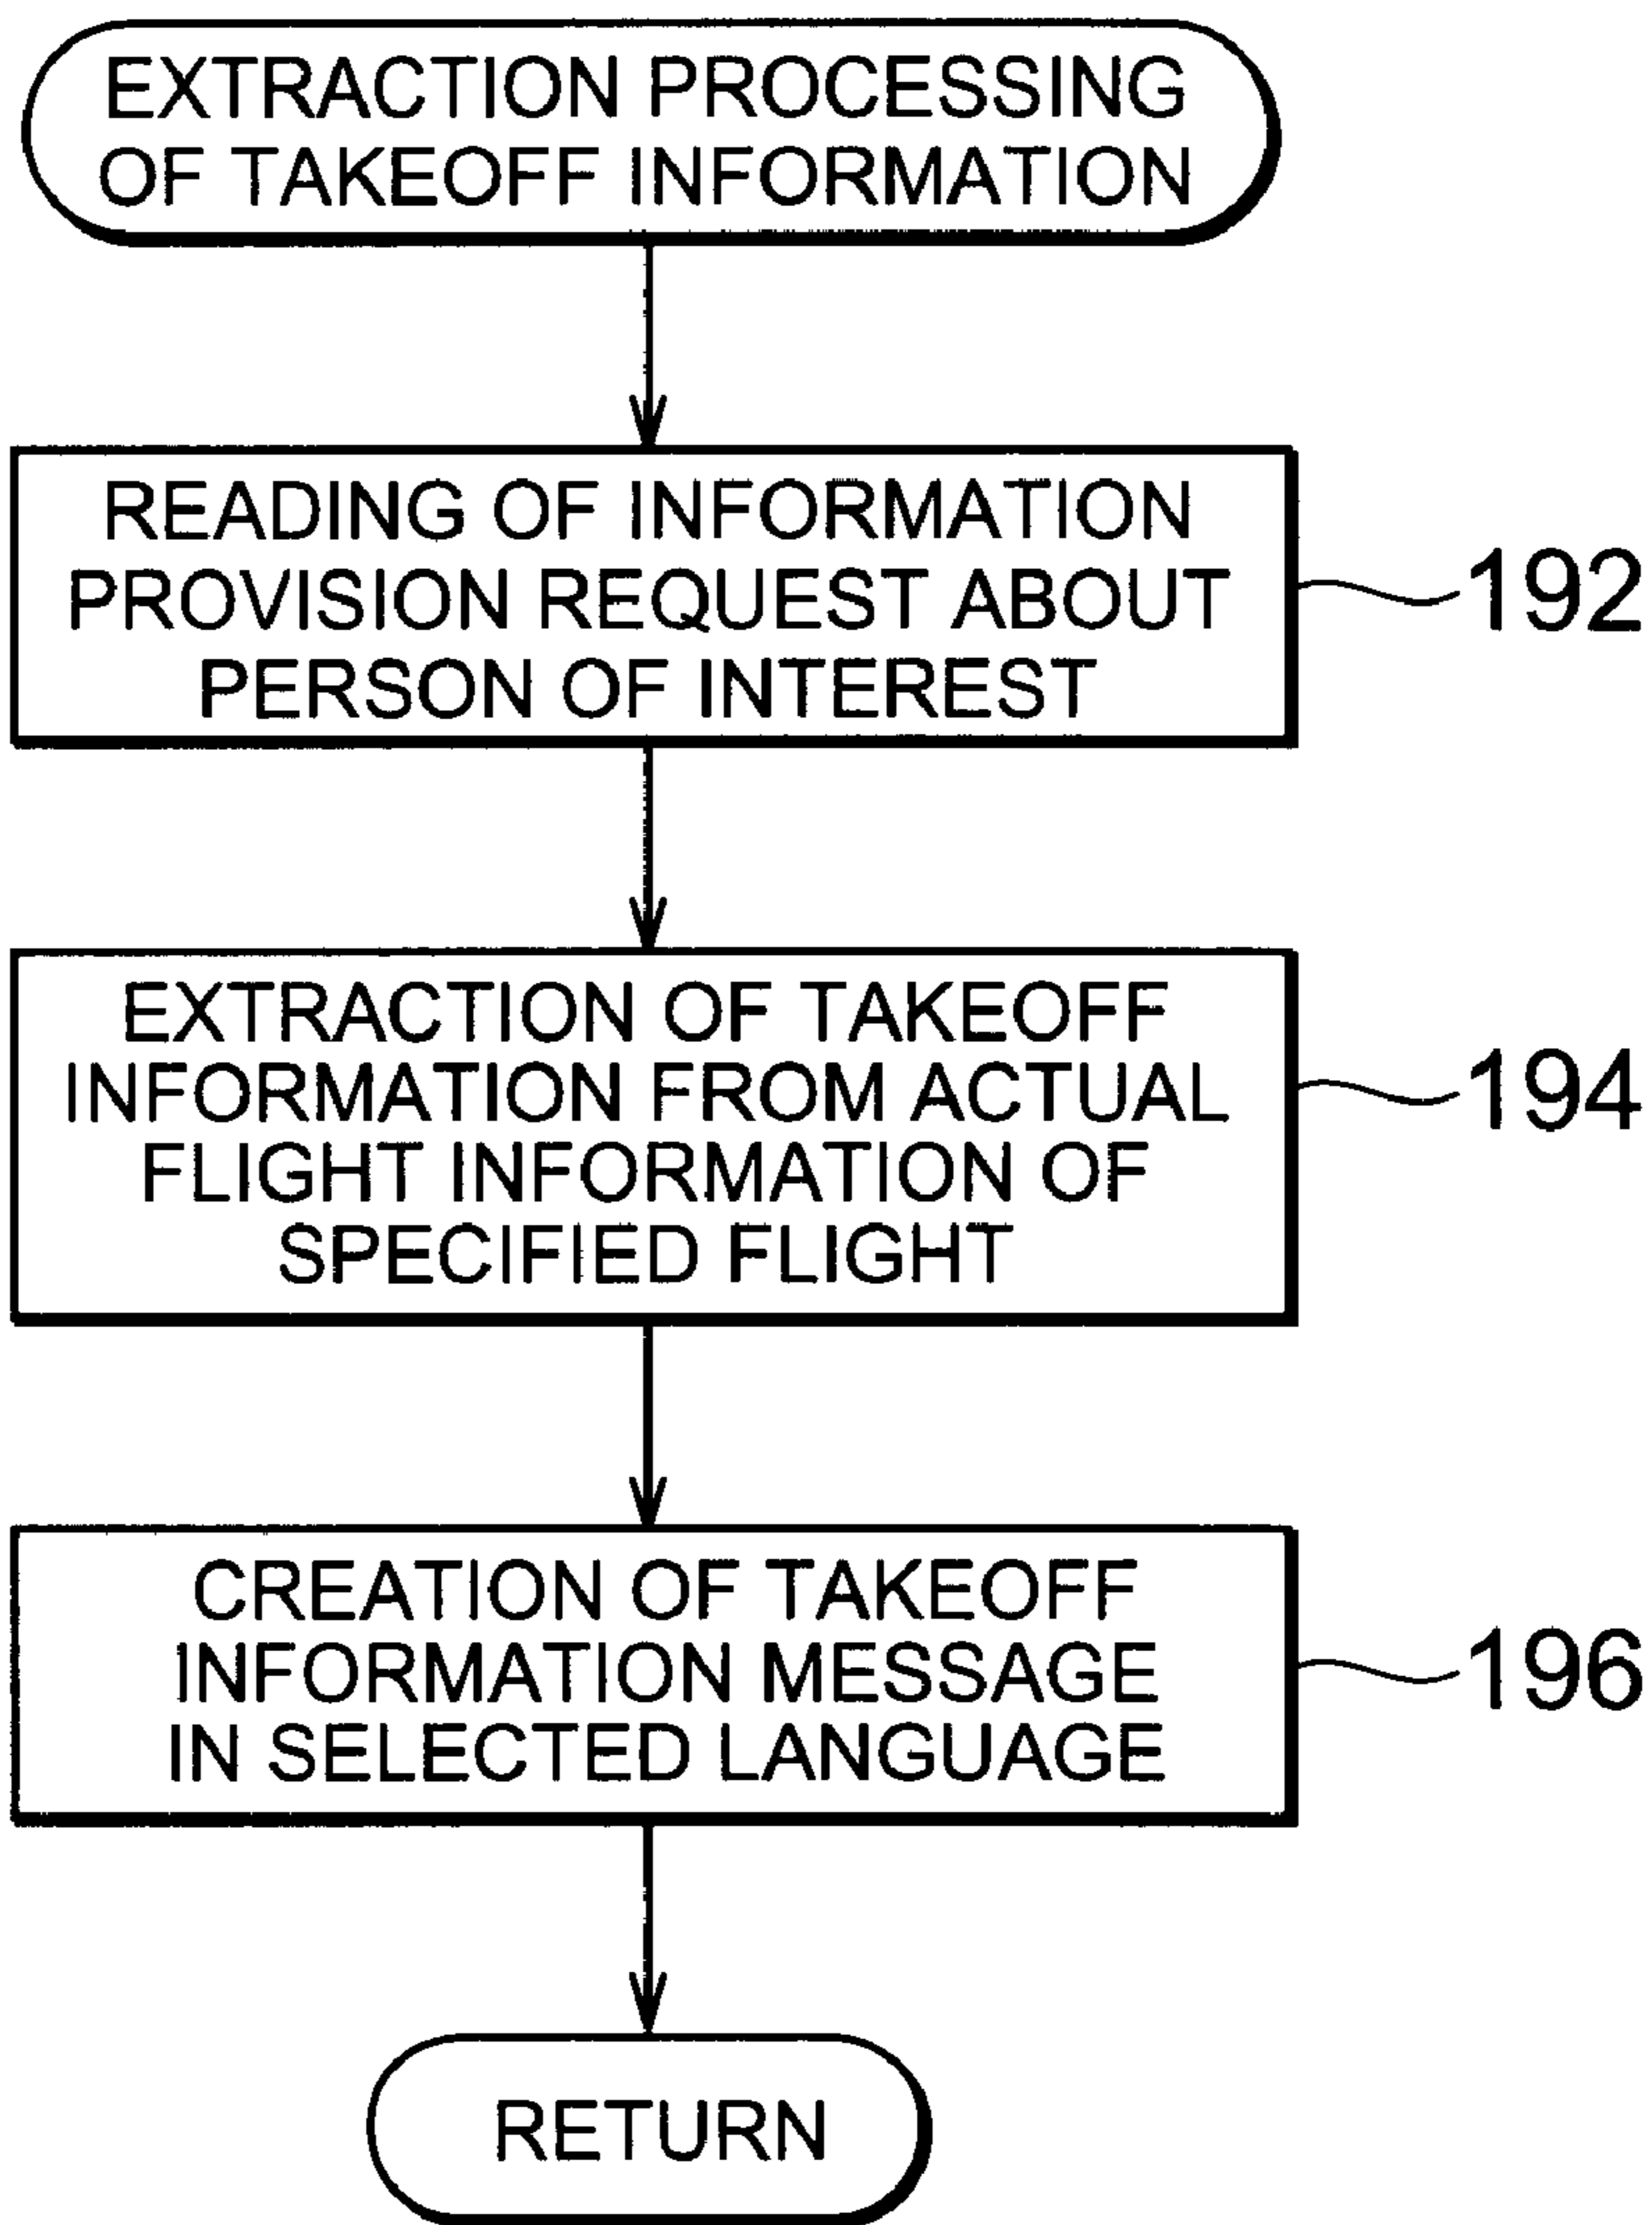 EXTRACTION PROCESSING
OF TAKEOFF INFORMATION
READING OF INFORMATION
PROVISION REQUEST ABOUT
PERSON OF INTEREST
192
EXTRACTION OF TAKEOFF
INFORMATION FROM ACTUAL
FLIGHT INFORMATION OF
SPECIFIED FLIGHT
194
CREATION OF TAKEOFF
INFORMATION MESSAGE
IN SELECTED LANGUAGE
196
RETURN